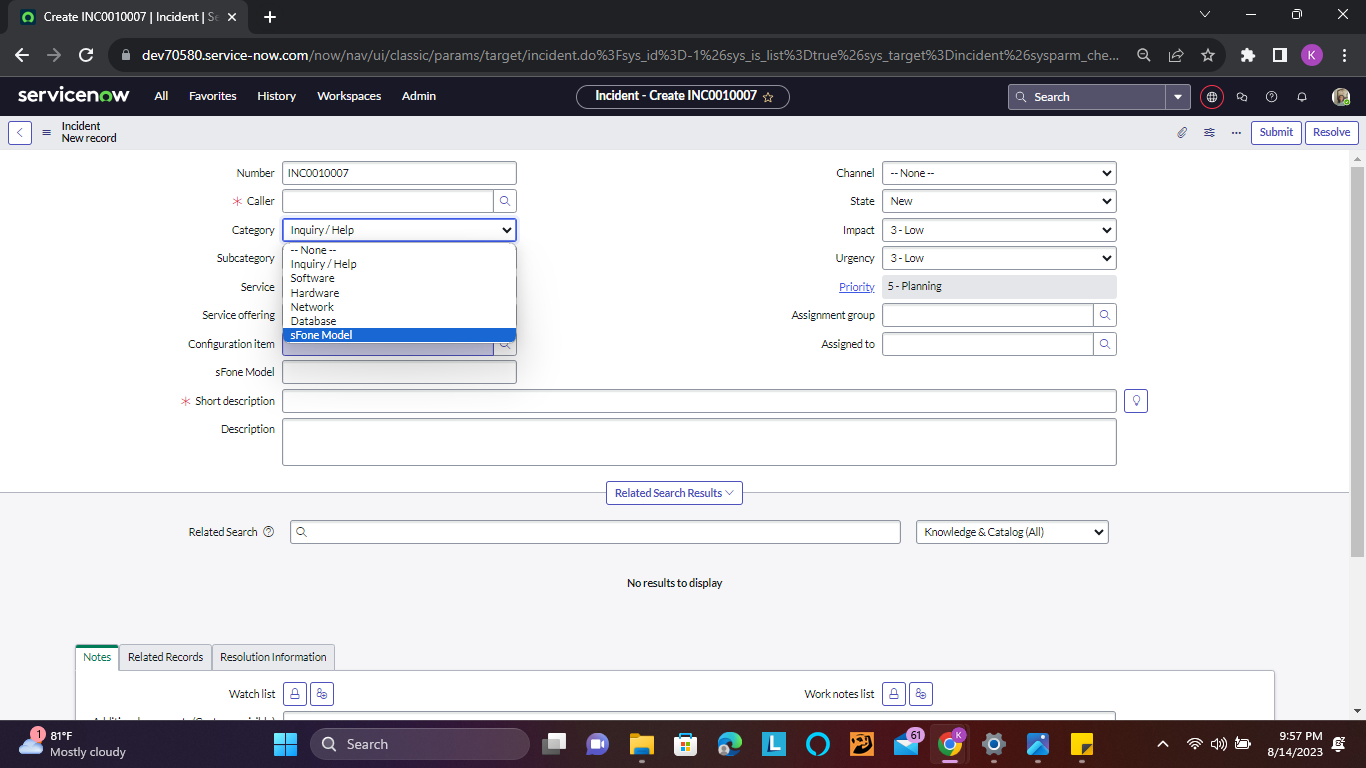 Create INC0010007 | Incident | Se
dev70580.service-now.com/now/nav/ui/classic/params/target/incident.do%3Fsys_id%3D-1%26sys_is_list%3Dtrue%26sys_target%3Dincident%26sysparm_che...
K
servicenow All Favorites History Workspaces Admin Incident - Create INC0010007 Search
Incident
New record
Submit Resolve
Number INC0010007 Channel -- None --
Caller State New
Category Inquiry / Help Impact 3 - Low
-- None --
Inquiry / Help
Software
Hardware
Network
Database
sFone Model
Subcategory Urgency 3 - Low
Service Priority 5 - Planning
Service offering Assignment group
Configuration item Assigned to
sFone Model
Short description
Description
Related Search Results
Related Search Knowledge & Catalog (All)
No results to display
Notes Related Records Resolution Information
Watch list Work notes list
1
81°F
Mostly cloudy
Search
L
61
K
9:57 PM
8/14/2023